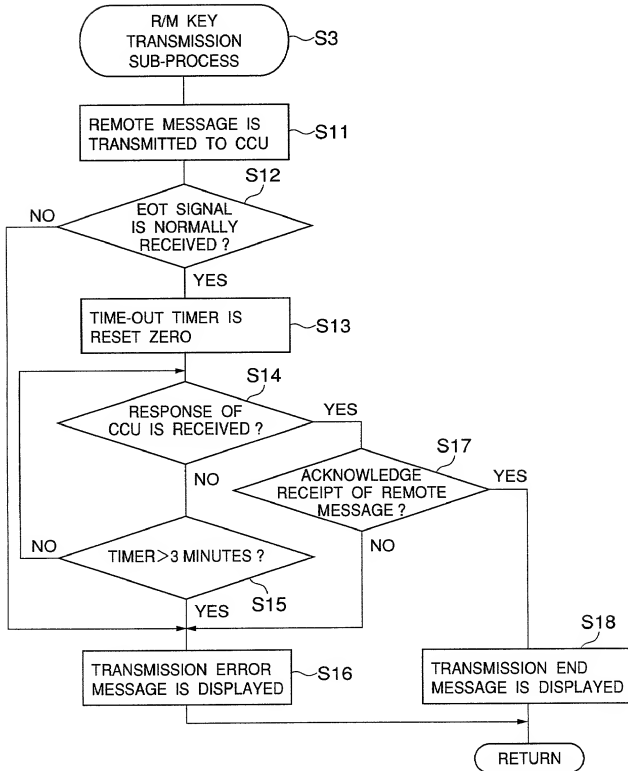 R/M KEY
TRANSMISSION
SUB-PROCESS
S3
REMOTE MESSAGE IS
TRANSMITTED TO CCU
S11
S12
NO
EOT SIGNAL
IS NORMALLY
RECEIVED ?
YES
TIME-OUT TIMER IS
RESET ZERO
S13
S14
RESPONSE OF
CCU IS RECEIVED ?
YES
NO
S17
ACKNOWLEDGE
RECEIPT OF REMOTE
MESSAGE ?
YES
NO
NO
TIMER>3 MINUTES ?
S15
YES
TRANSMISSION ERROR
MESSAGE IS DISPLAYED
S16
S18
TRANSMISSION END
MESSAGE IS DISPLAYED
RETURN